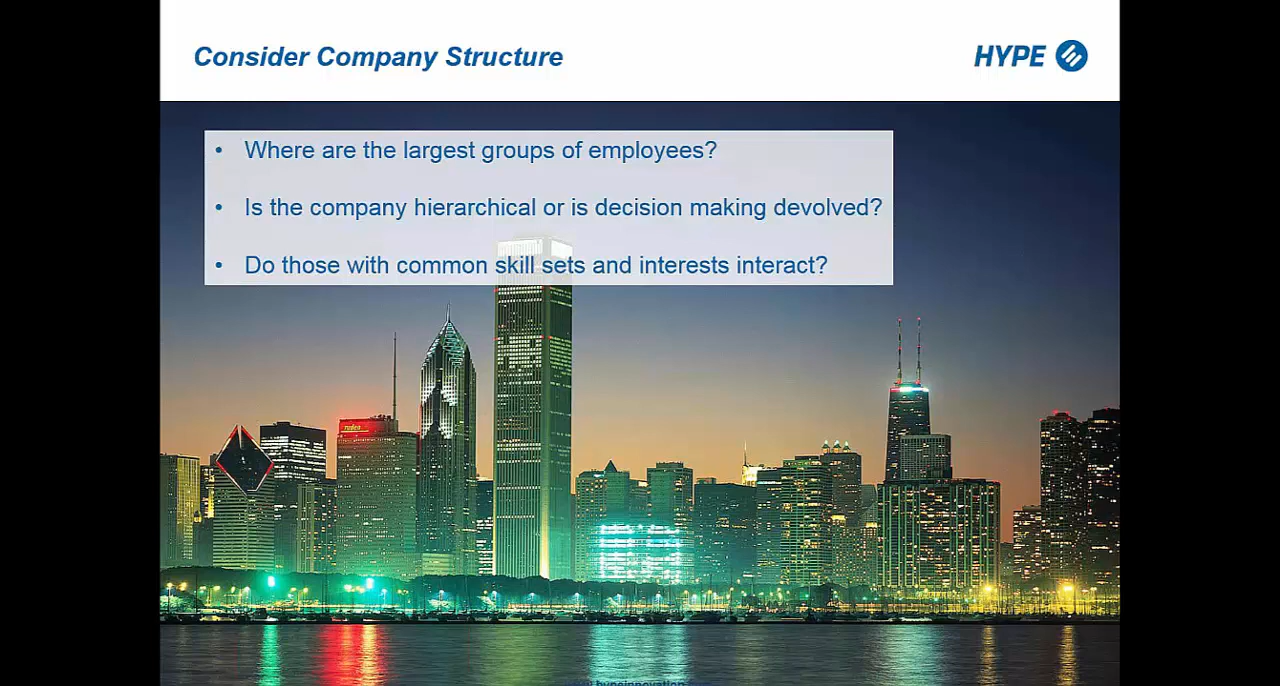 Consider Company Structure
HYPE
• Where are the largest groups of employees?
• Is the company hierarchical or is decision making devolved?
• Do those with common skill sets and interests interact?